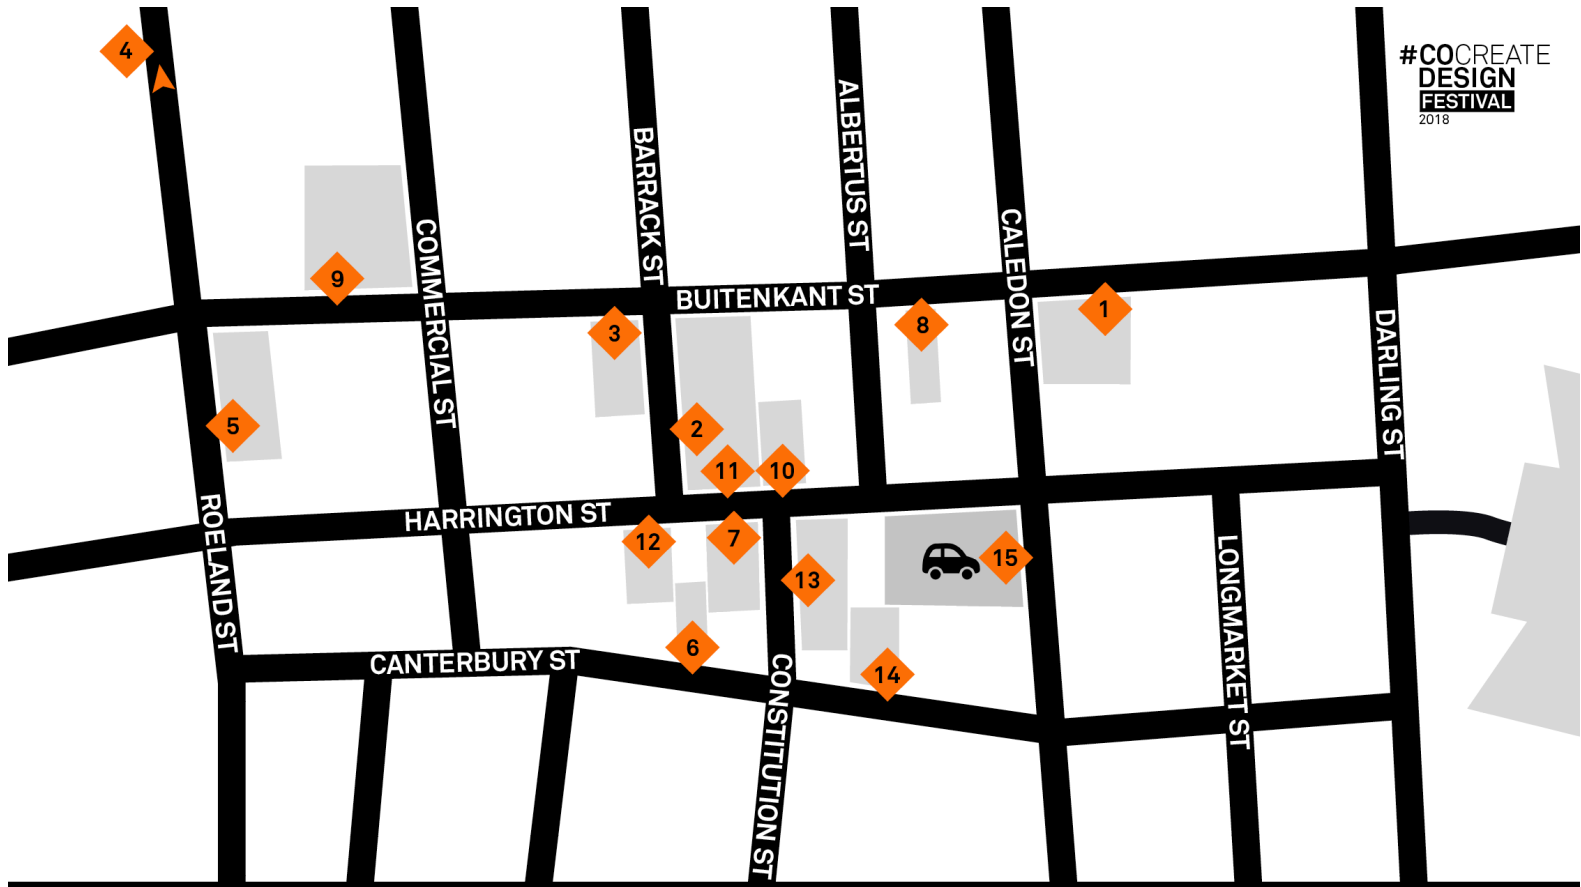 4
#COCREATE
DESIGN
FESTIVAL
2018
ALBERTUS ST
BARRACK ST
COMMERCIAL ST
CALEDON ST
9
BUITENKANT ST
1
8
3
DARLING ST
5
2
11
10
ROELAND ST
HARRINGTON ST
12
7
15
13
LONGMARKET ST
6
CANTERBURY ST
14
CONSTITUTION ST